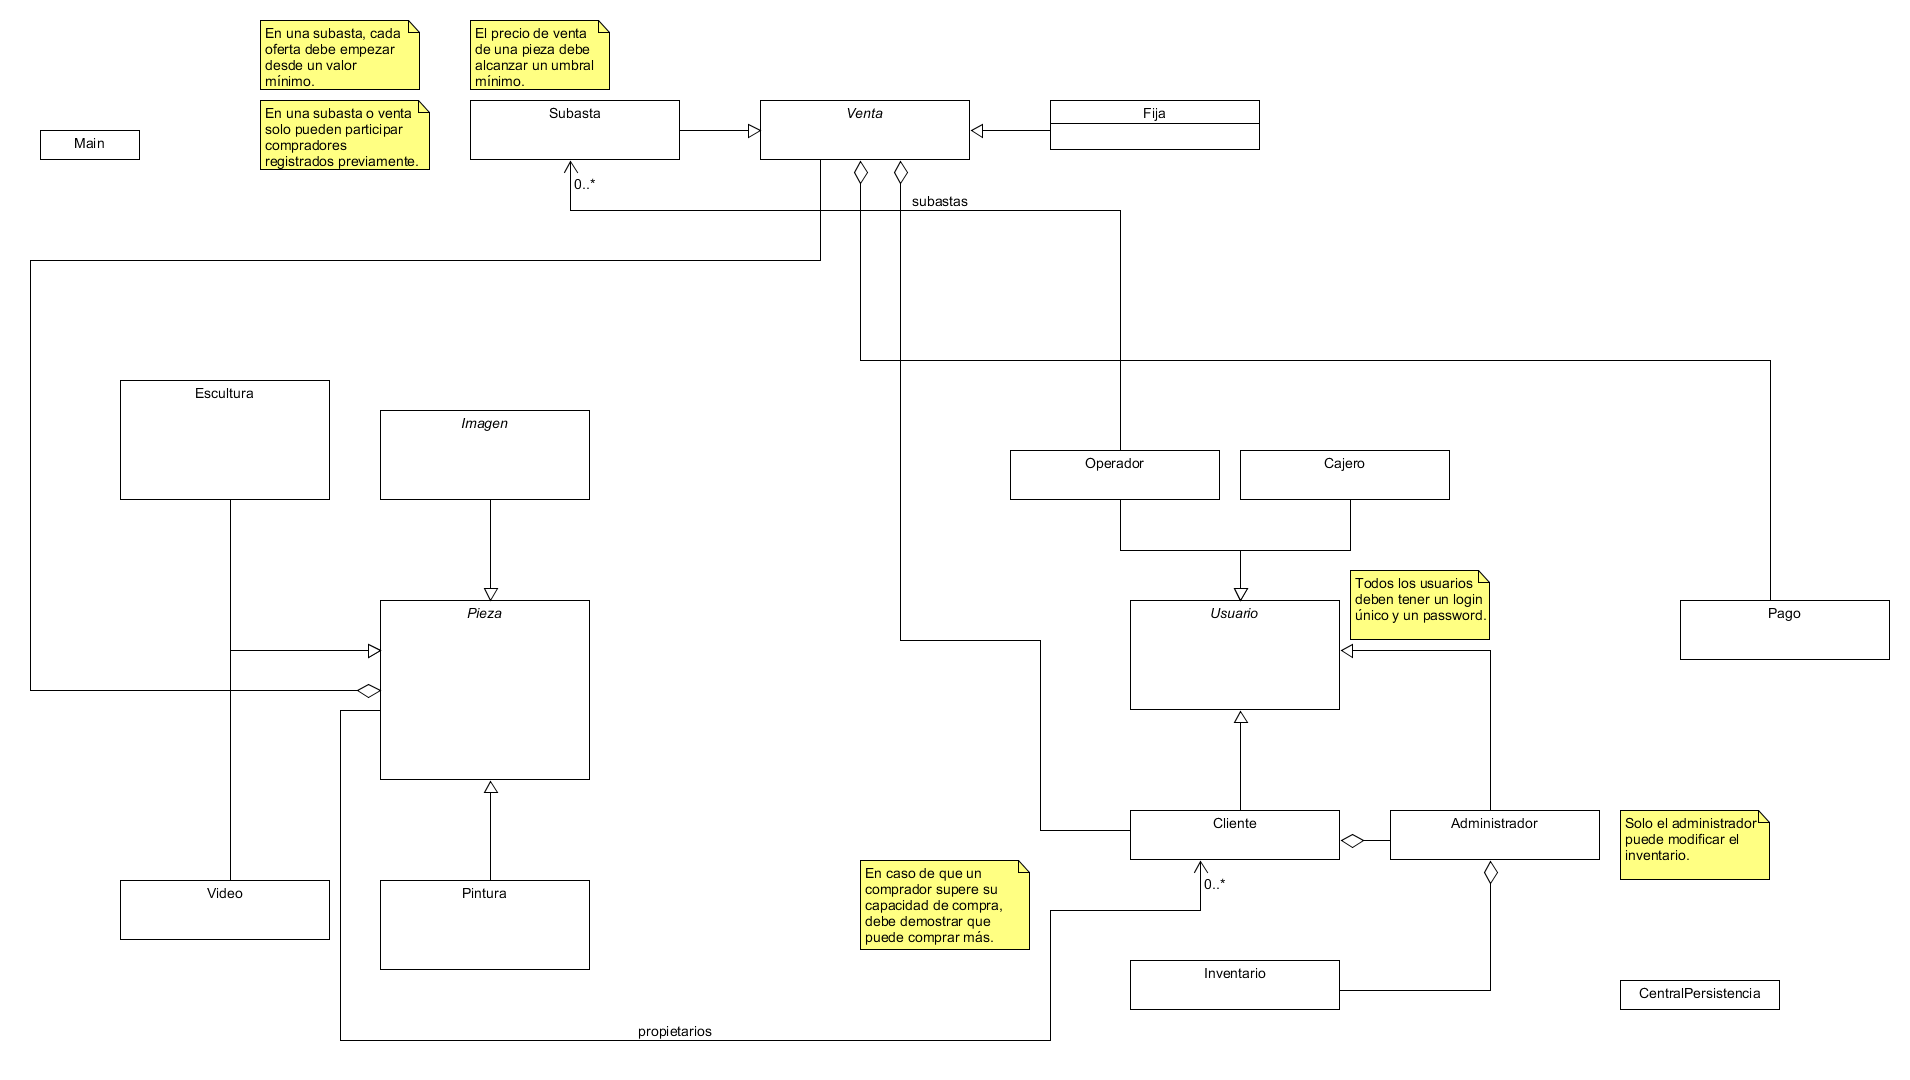 En una subasta, cada
oferta debe empezar
desde un valor
mínimo.
El precio de venta
de una pieza debe
alcanzar un umbral
mínimo.
Main
En una subasta o venta
solo pueden participar
compradores
registrados previamente.
Subasta
Venta
Fija
0..*
subastas
Escultura
Imagen
Operador
Cajero
Pieza
Usuario
Todos los usuarios
deben tener un login
único y un password.
Pago
Cliente
Administrador
Solo el administrador
puede modificar el
inventario.
Video
Pintura
En caso de que un
comprador supere su
capacidad de compra,
debe demostrar que
puede comprar más.
0..*
Inventario
CentralPersistencia
propietarios